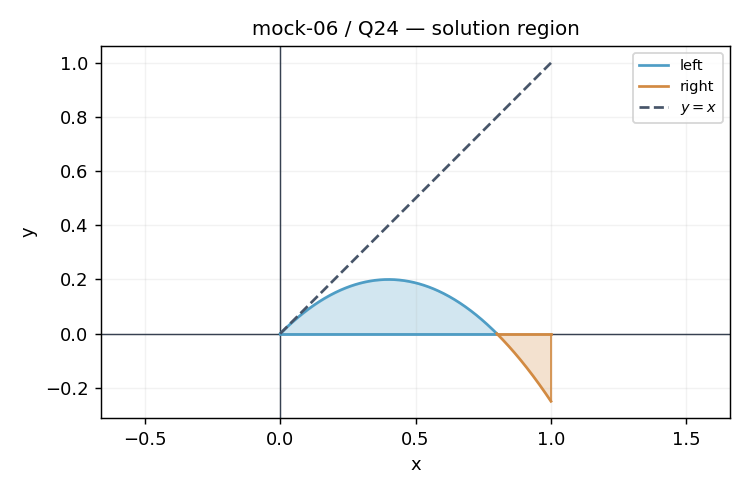 mock-06 / Q24 — solution region
left
right
y = x
1.0
0.8
0.6
0.4
0.2
0.0
−0.2
y
−0.5
0.0
0.5
1.0
1.5
x